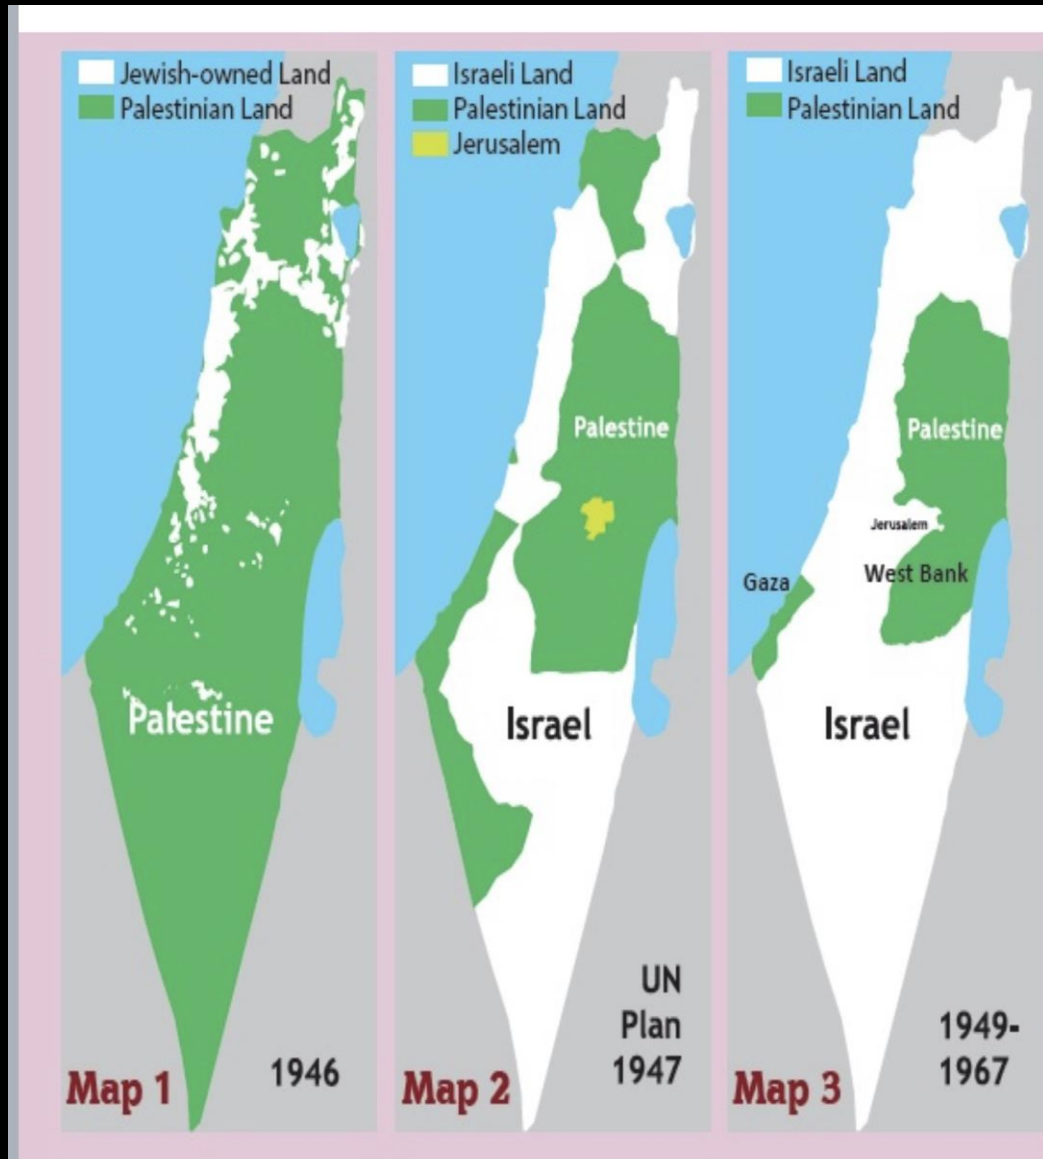 Jewish-owned Land
Palestinian Land
Palestine
1946
Map 1
Israeli Land
Palestinian Land
Jerusalem
Palestine
Israel
UN
Plan
1947
Map 2
Israeli Land
Palestinian Land
Palestine
Jerusalem
West Bank
Gaza
Israel
1949-
1967
Map 3